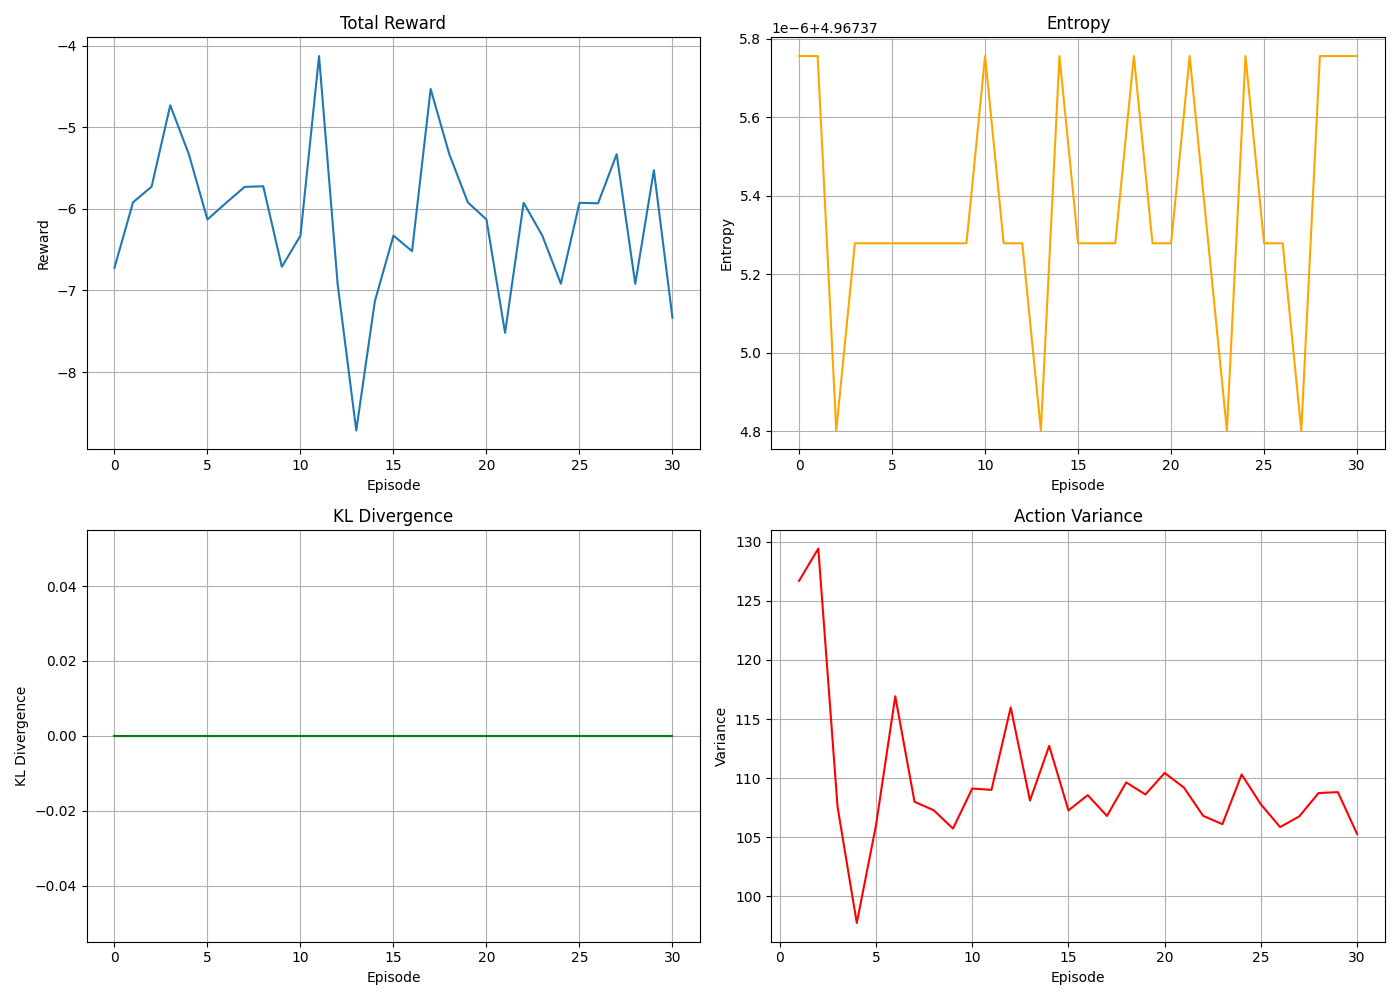 Total Reward
−4
−5
−6
−7
−8
Reward
0 5 10 15 20 25 30
Episode
Entropy
1e−6+4.96737
5.8
5.6
5.4
5.2
5.0
4.8
Entropy
0 5 10 15 20 25 30
Episode
KL Divergence
0.04
0.02
0.00
−0.02
−0.04
KL Divergence
0 5 10 15 20 25 30
Episode
Action Variance
130
125
120
115
110
105
100
Variance
0 5 10 15 20 25 30
Episode